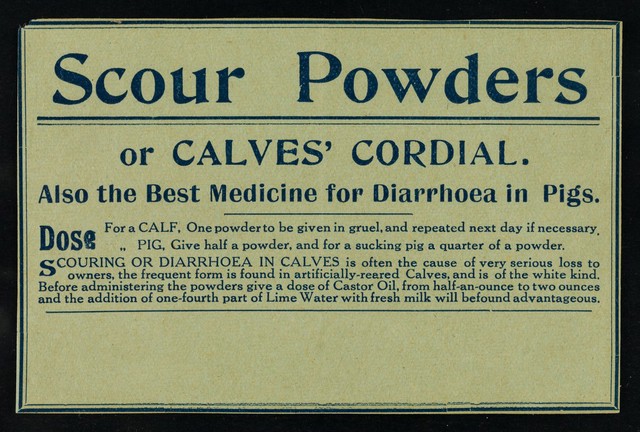 Scour Powders
or CALVES' CORDIAL.
Also the Best Medicine for Diarrhoea in Pigs.
Dose For a CALF, One powder to be given in gruel, and repeated next day if necessary.
„ PIG, Give half a powder, and for a sucking pig a quarter of a powder.
SCOURING OR DIARRHOEA IN CALVES is often the cause of very serious loss to
owners, the frequent form is found in artificially-reared Calves, and is of the white kind.
Before administering the powders give a dose of Castor Oil, from half-an-ounce to two ounces
and the addition of one-fourth part of Lime Water with fresh milk will befound advantageous.